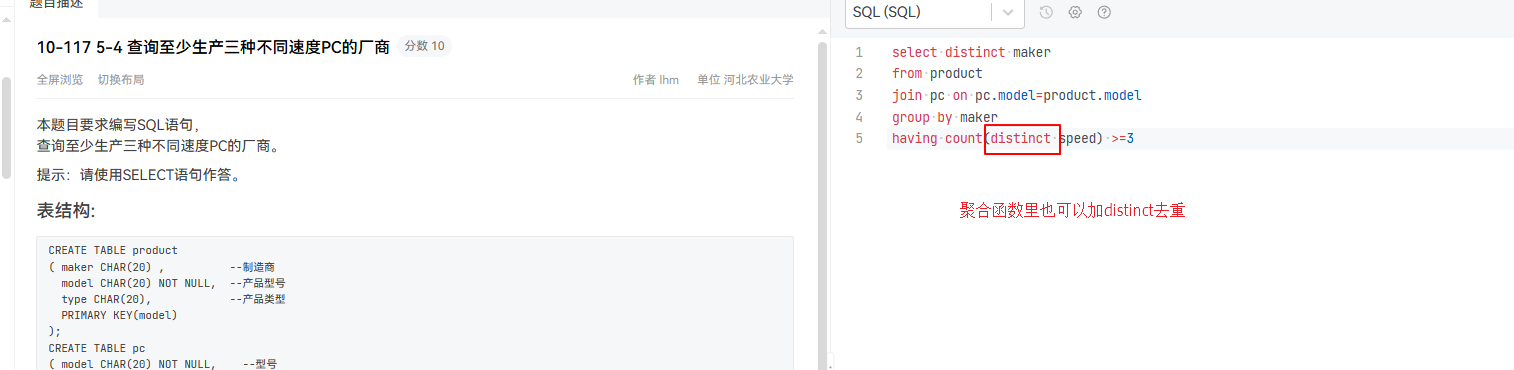 题目描述
10-117 5-4 查询至少生产三种不同速度PC的厂商 分数 10
全屏浏览 切换布局 作者 lhm 单位 河北农业大学
本题目要求编写SQL语句，
查询至少生产三种不同速度PC的厂商。
提示：请使用SELECT语句作答。
表结构:
CREATE TABLE product
( maker CHAR(20) , --制造商
model CHAR(20) NOT NULL, --产品型号
type CHAR(20), --产品类型
PRIMARY KEY(model)
);
CREATE TABLE pc
( model CHAR(20) NOT NULL, --型号
SQL (SQL)
1 select distinct maker
2 from product
3 join pc on pc.model=product.model
4 group by maker
5 having count(distinct speed) >=3
聚合函数里也可以加distinct去重